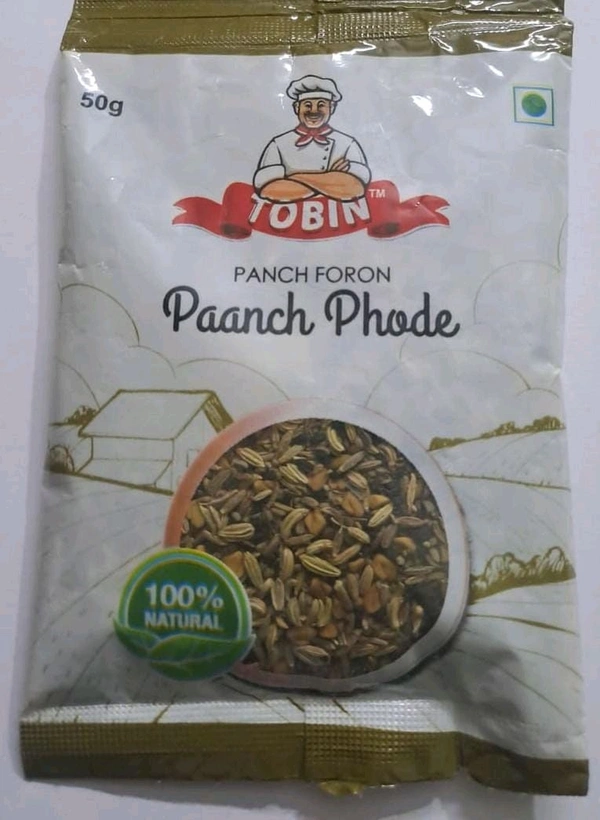 50g
TOBIN™
PANCH FORON
Paanch Phode
100%
NATURAL